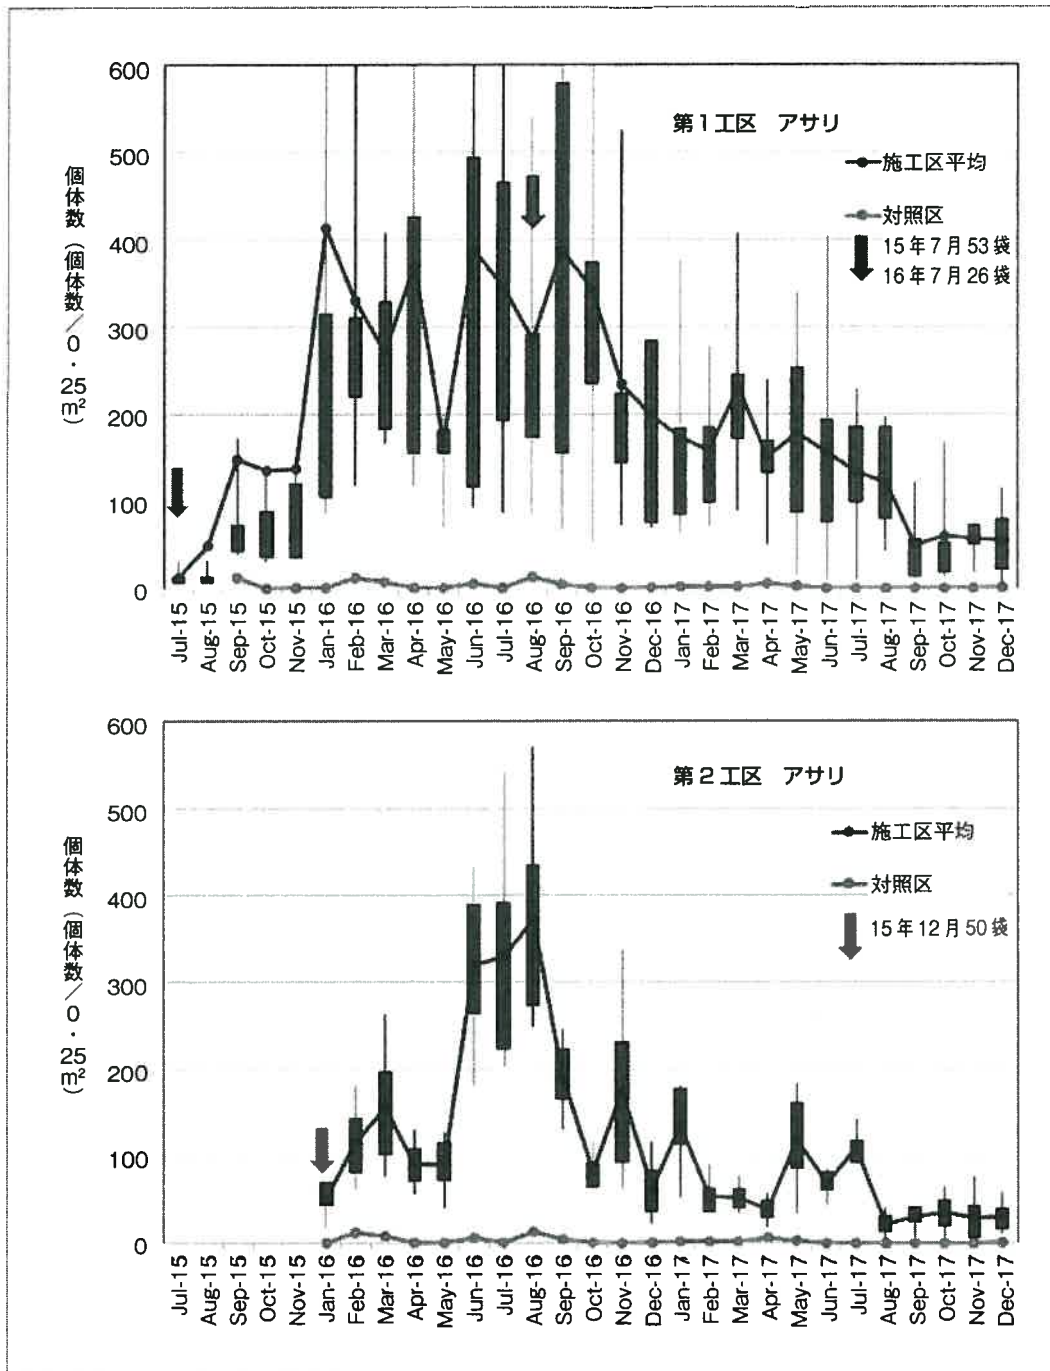 600
500
400
300
200
100
0
個体数（個体数／0・25m²）
第1工区 アサリ
施工区平均
対照区
15年7月53袋
16年7月26袋
Jul-15
Aug-15
Sep-15
Oct-15
Nov-15
Jan-16
Feb-16
Mar-16
Apr-16
May-16
Jun-16
Jul-16
Aug-16
Sep-16
Oct-16
Nov-16
Dec-16
Jan-17
Feb-17
Mar-17
Apr-17
May-17
Jun-17
Jul-17
Aug-17
Sep-17
Oct-17
Nov-17
Dec-17
600
500
400
300
200
100
0
個体数（個体数／0・25m²）
第2工区 アサリ
施工区平均
対照区
15年12月50袋
Jul-15
Aug-15
Sep-15
Oct-15
Nov-15
Jan-16
Feb-16
Mar-16
Apr-16
May-16
Jun-16
Jul-16
Aug-16
Sep-16
Oct-16
Nov-16
Dec-16
Jan-17
Feb-17
Mar-17
Apr-17
May-17
Jun-17
Jul-17
Aug-17
Sep-17
Oct-17
Nov-17
Dec-17